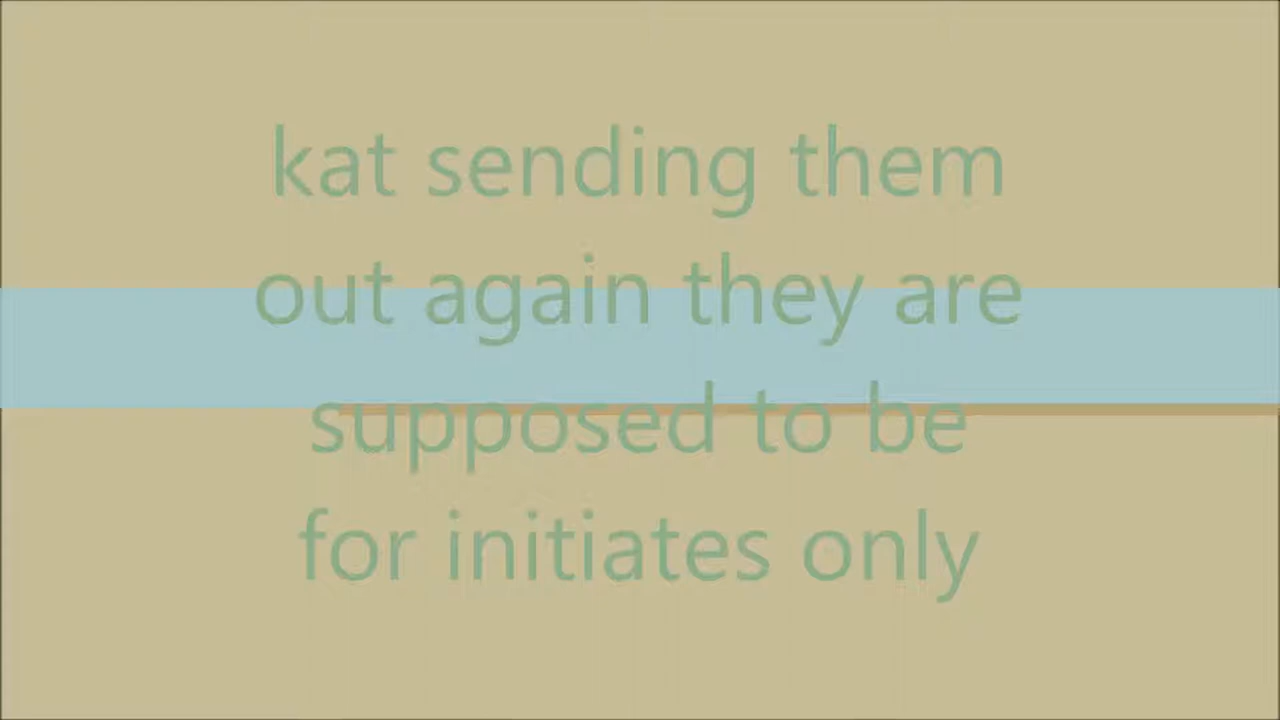 kat sending them
out again they are
supposed to be
for initiates only